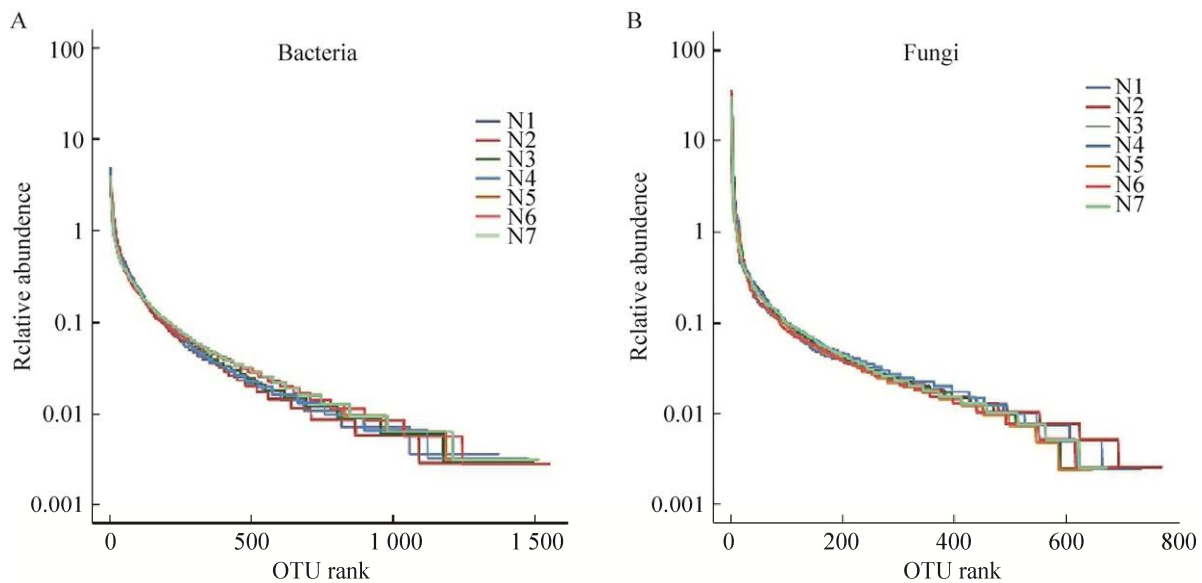 A
Bacteria
100
10
1
0.1
0.01
0.001
Rclative abundence
N1
N2
N3
N4
N5
N6
N7
0 500 1 000 1 500
OTU rank
B
Fungi
100
10
1
0.1
0.01
0.001
Rclative abundence
N1
N2
N3
N4
N5
N6
N7
0 200 400 600 800
OTU rank